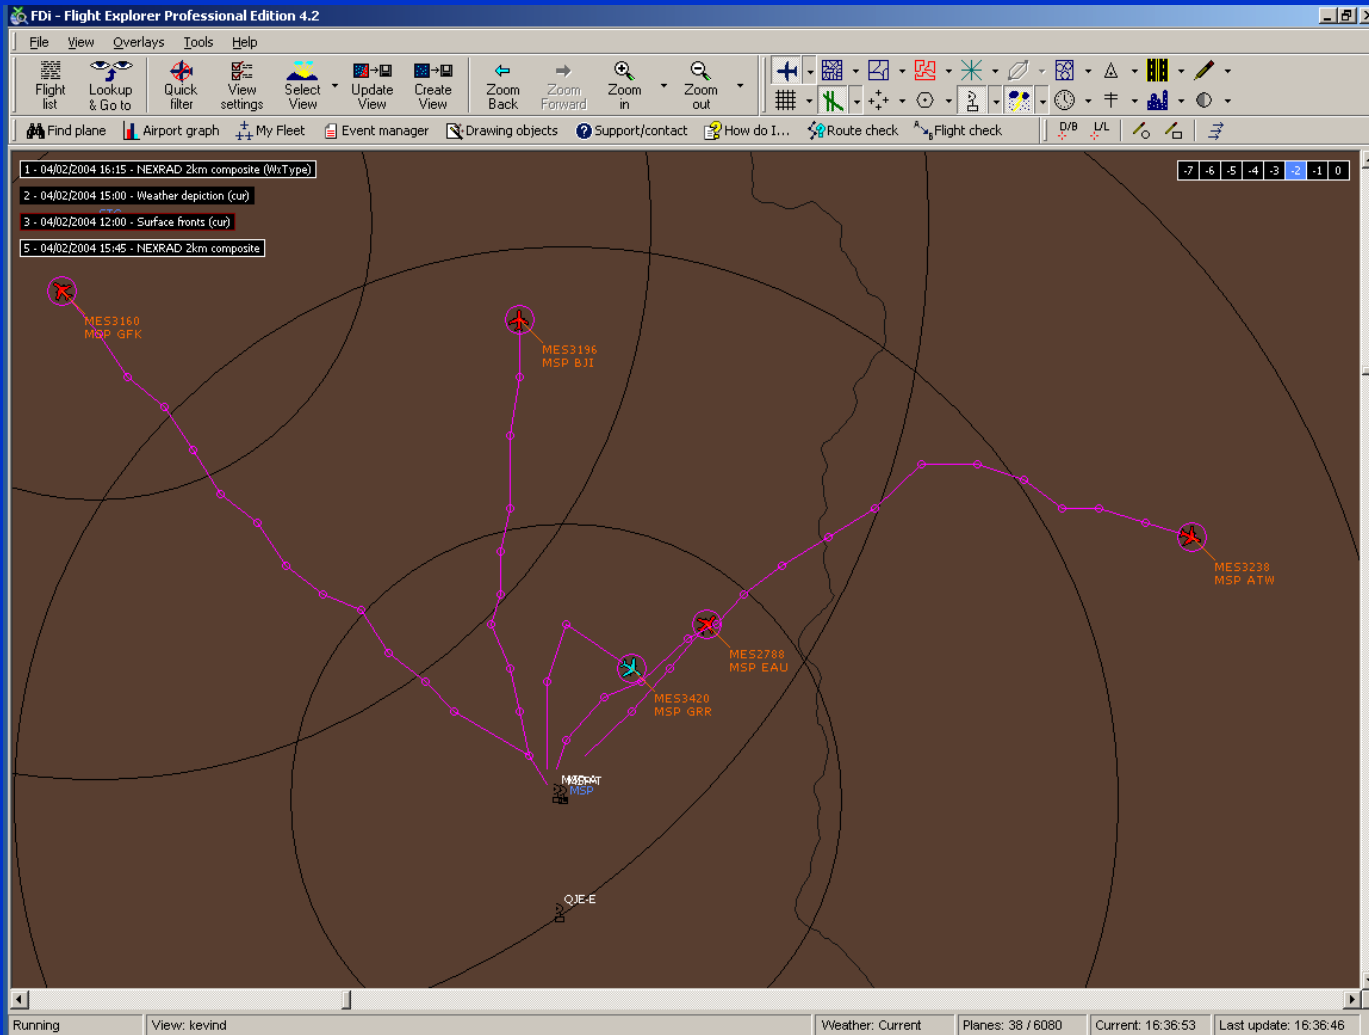 FDi - Flight Explorer Professional Edition 4.2
File View Overlays Tools Help
Flight list
Lookup & Go to
Quick filter
View settings
Select View
Update View
Create View
Zoom Back
Zoom Forward
Zoom in
Zoom out
Find plane Airport graph My Fleet Event manager Drawing objects Support/contact How do I... Route check Flight check D/B L/L
1 - 04/02/2004 16:15 - NEXRAD 2km composite (WxType)
-7 -6 -5 -4 -3 -2 -1 0
2 - 04/02/2004 15:00 - Weather depiction (cur)
3 - 04/02/2004 12:00 - Surface fronts (cur)
5 - 04/02/2004 15:45 - NEXRAD 2km composite
MES3160
MSP GFK
MES3196
MSP BJI
MES3238
MSP ATW
MES2788
MSP EAU
MES3420
MSP GRR
MSP
QJE-E
Running
View: kevind
Weather: Current
Planes: 38 / 6080
Current: 16:36:53
Last update: 16:36:46